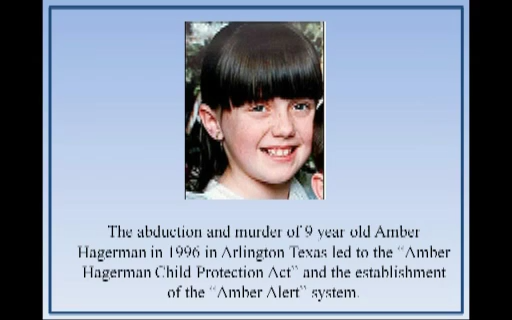 The abduction and murder of 9 year old Amber
Hagerman in 1996 in Arlington Texas led to the “Amber
Hagerman Child Protection Act” and the establishment
of the “Amber Alert” system.